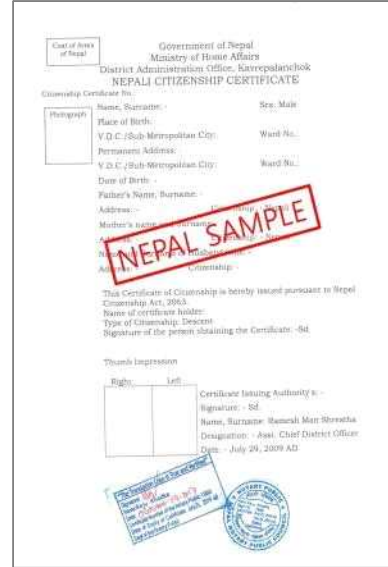 Coat of Arms
of Nepal
Government of Nepal
Ministry of Home Affairs
District Administration Office, Kavrepalanchok
NEPALI CITIZENSHIP CERTIFICATE
Citizenship Certificate No.:
Photograph
Name, Surname: -
Sex: Male
Place of Birth:
V.D.C./Sub-Metropolitan City:
Ward No.:
Permanent Address:
V.D.C./Sub-Metropolitan City:
Ward No.:
Date of Birth: -
Father's Name, Surname: -
Address: -
Mother's name
NEPAL SAMPLE
Citizenship: -
This Certificate of Citizenship is hereby issued pursuant to Nepal
Citizenship Act, 2063.
Name of certificate holder:
Type of Citizenship: Descent
Signature of the person obtaining the Certificate: -Sd
Thumb Impression
Right:
Left
Certificate Issuing Authority's: -
Signature: - Sd.
Name, Surname: Ramesh Man Shrestha
Designation: - Asst. Chief District Officer
Date: - July 29, 2009 AD
NOTARY PUBLIC